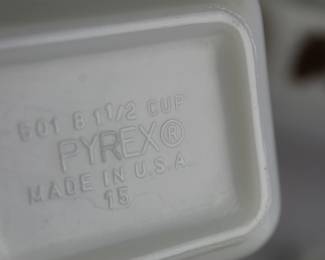 501 B 1 1/2 CUP
PYREX®
MADE IN U.S.A.
15